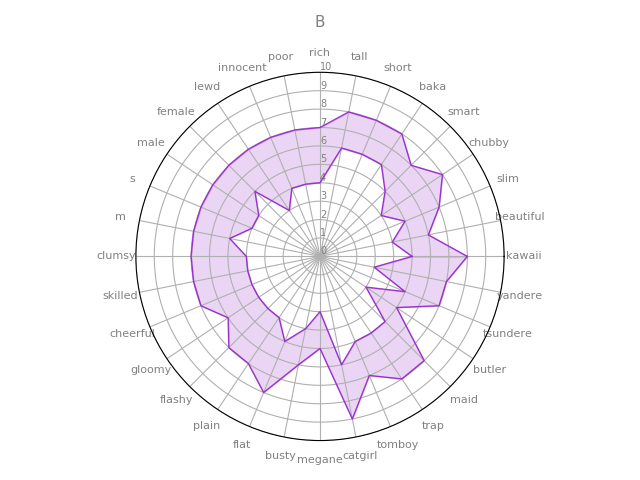 B
rich
tall
short
baka
smart
chubby
slim
beautiful
kawaii
yandere
tsundere
butler
maid
trap
tomboy
catgirl
megane
busty
flat
plain
flashy
gloomy
cheerful
skilled
clumsy
m
s
male
female
lewd
innocent
poor
10
9
8
7
6
5
4
3
2
1
0